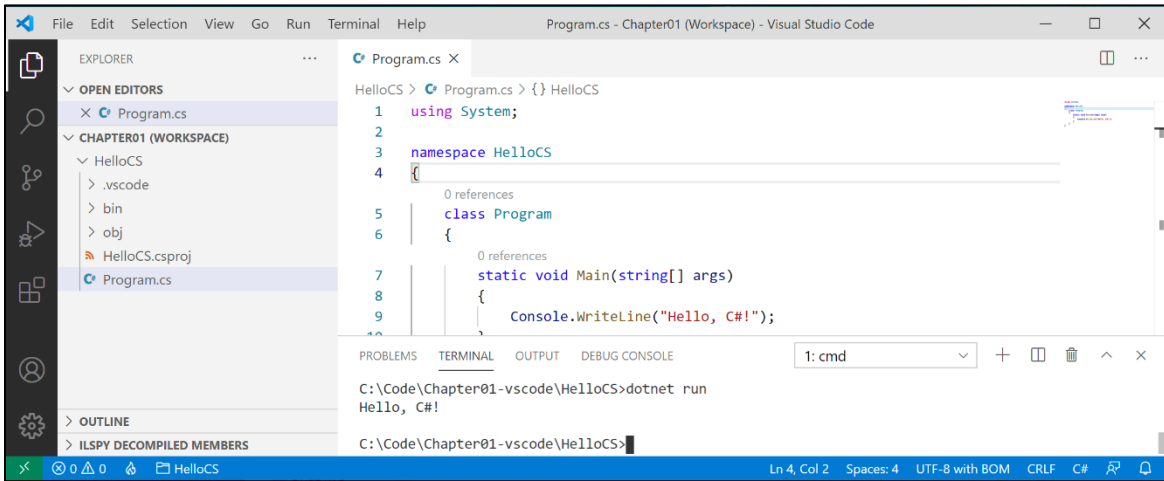 File Edit Selection View Go Run Terminal Help Program.cs - Chapter01 (Workspace) - Visual Studio Code
EXPLORER
OPEN EDITORS
Program.cs
CHAPTER01 (WORKSPACE)
HelloCS
.vscode
bin
obj
HelloCS.csproj
Program.cs
OUTLINE
ILSPY DECOMPILED MEMBERS
Program.cs
HelloCS > Program.cs > {} HelloCS
1 using System;
2
3 namespace HelloCS
4 {
0 references
5 class Program
6 {
0 references
7 static void Main(string[] args)
8 {
9 Console.WriteLine("Hello, C#!");
PROBLEMS TERMINAL OUTPUT DEBUG CONSOLE 1: cmd
C:\Code\Chapter01-vscode\HelloCS>dotnet run
Hello, C#!
C:\Code\Chapter01-vscode\HelloCS>
0 0 HelloCS Ln 4, Col 2 Spaces: 4 UTF-8 with BOM CRLF C#